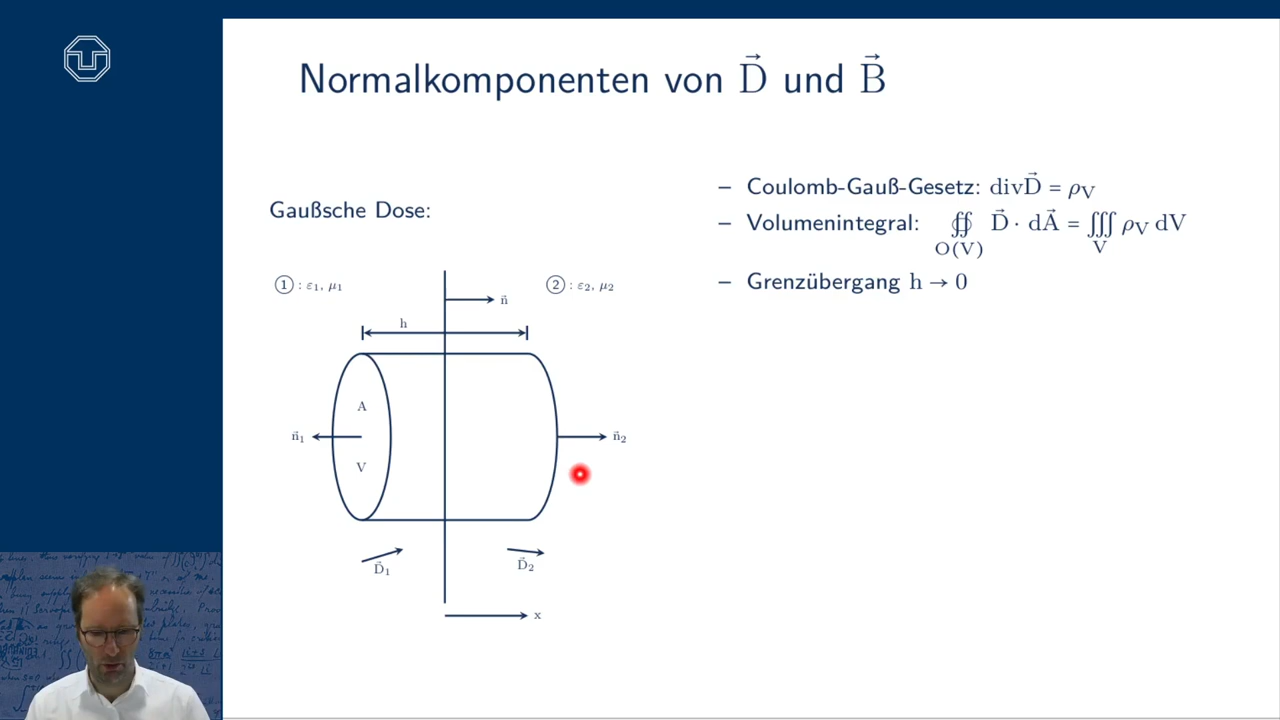 Normalkomponenten von D⃗ und B⃗
Gaußsche Dose:
① : ε₁, μ₁
② : ε₂, μ₂
n⃗
h
A
n⃗₁
n⃗₂
V
D⃗₁
D⃗₂
x
– Coulomb-Gauß-Gesetz: divD⃗ = ρ_V
– Volumenintegral: ∯ D⃗ · dA⃗ = ∭ ρ_V dV
O(V) V
– Grenzübergang h → 0